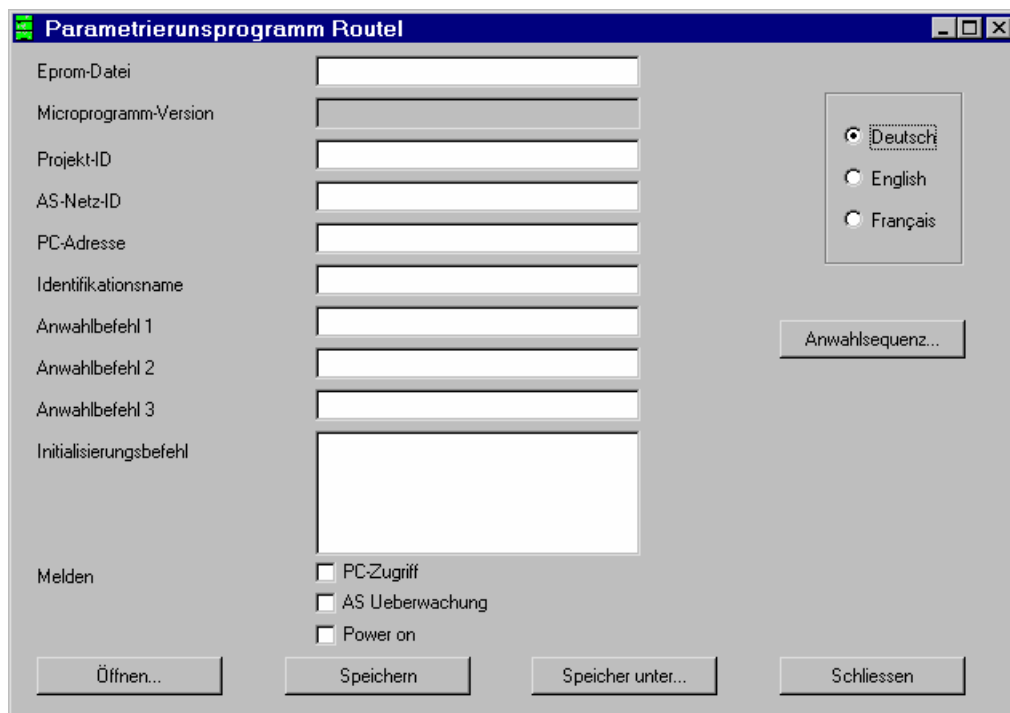 Parametrierunsprogramm Routel
Eprom-Datei
Microprogramm-Version
Projekt-ID
AS-Netz-ID
PC-Adresse
Identifikationsname
Anwahlbefehl 1
Anwahlbefehl 2
Anwahlbefehl 3
Initialisierungsbefehl
Deutsch
English
Français
Anwahlsequenz...
Melden
PC-Zugriff
AS Ueberwachung
Power on
Öffnen...
Speichern
Speicher unter...
Schliessen